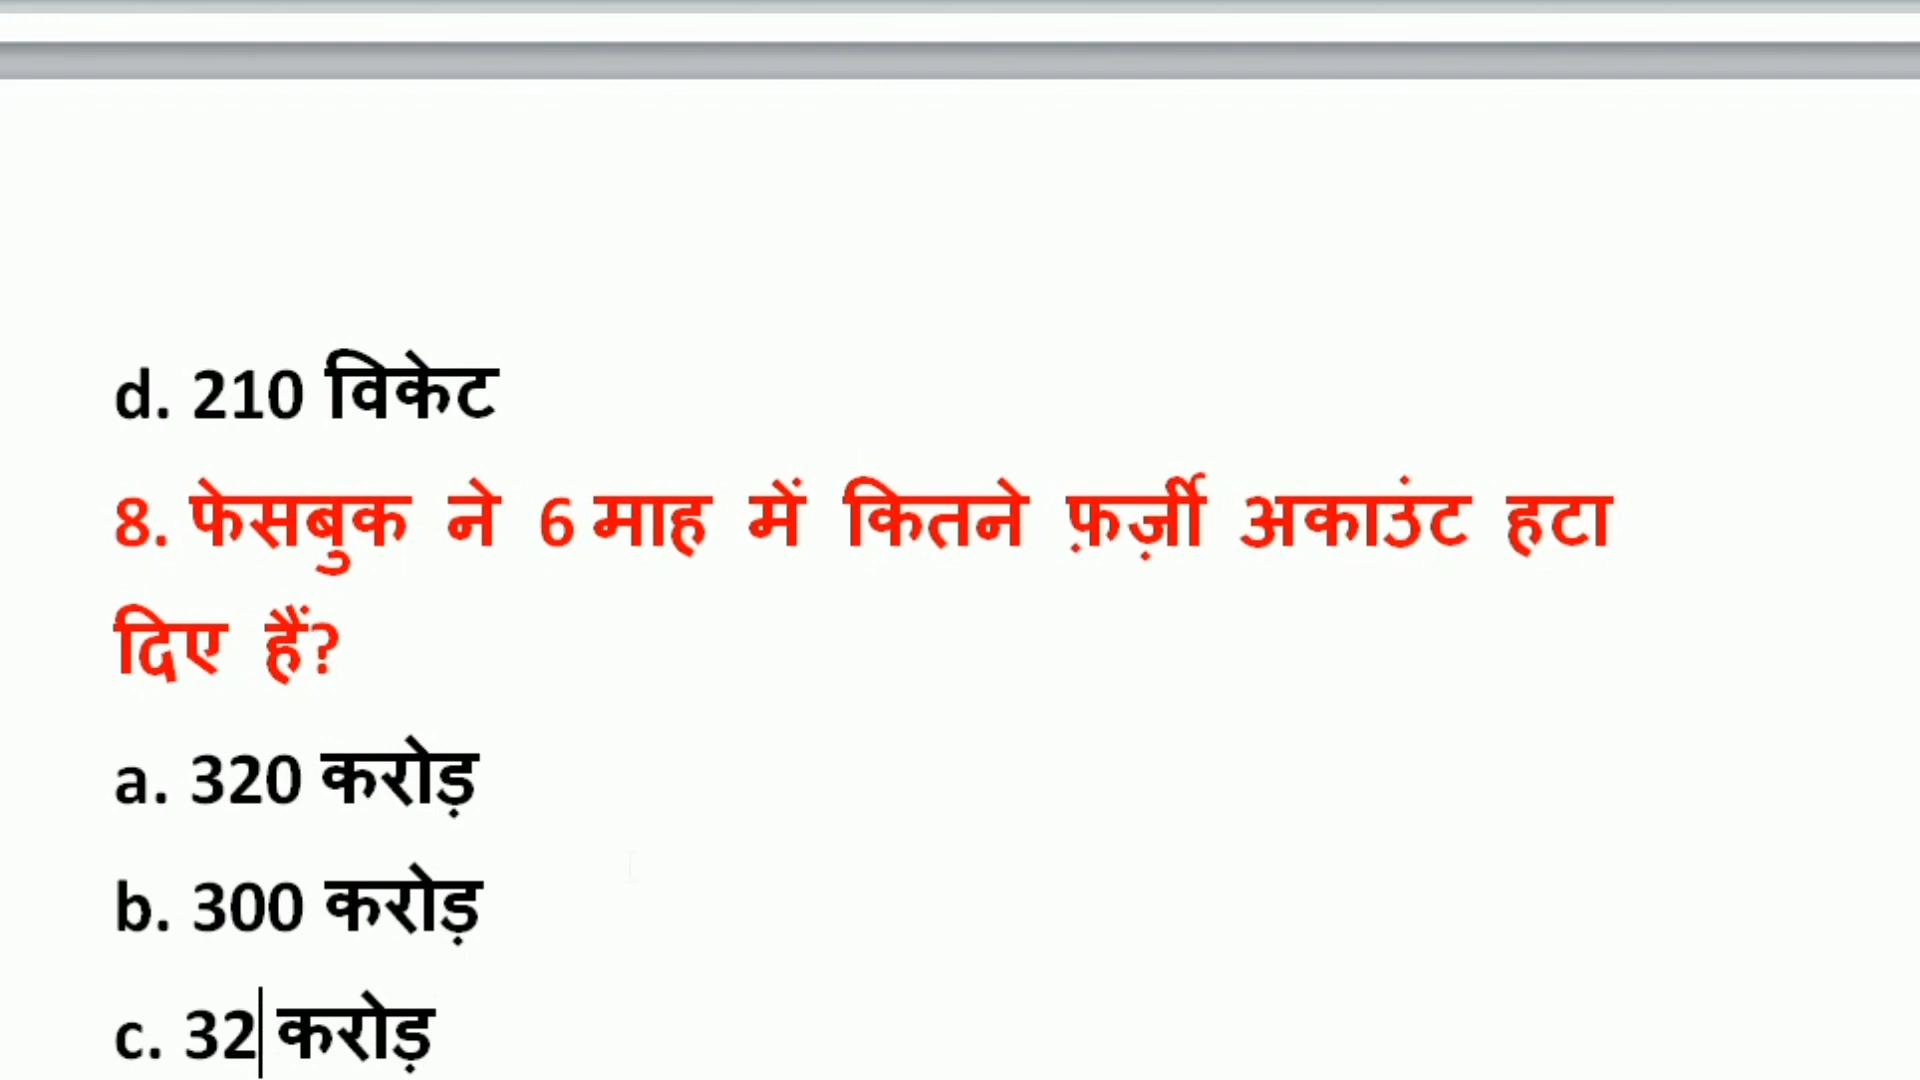 d. 210 विकेट
8. फेसबुक ने 6 माह में कितने फ़र्ज़ी अकाउंट हटा
दिए हैं?
a. 320 करोड़
b. 300 करोड़
c. 32 करोड़